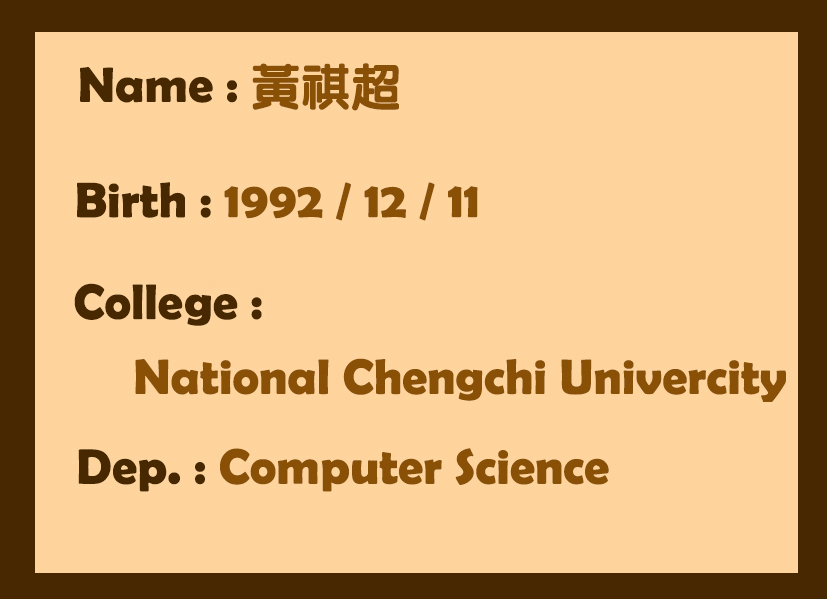 Name : 黃祺超
Birth : 1992 / 12 / 11
College :
National Chengchi Univercity
Dep. : Computer Science